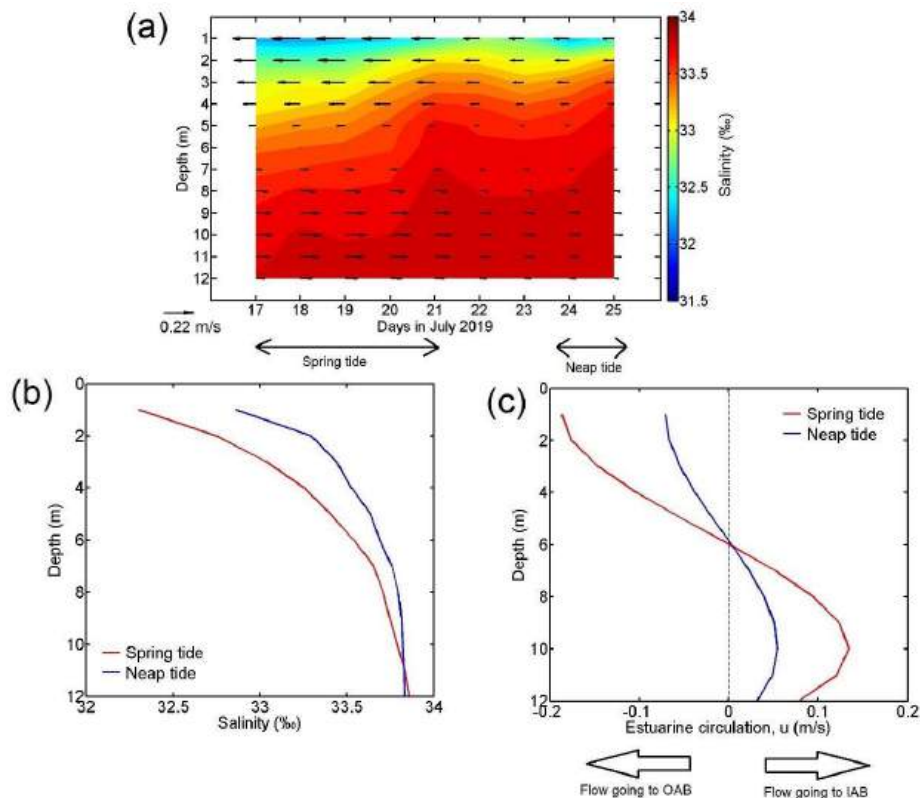 (a)
1
2
3
4
5
6
7
8
9
10
11
12
Depth (m)
17 18 19 20 21 22 23 24 25
Days in July 2019
0.22 m/s
34
33.5
33
32.5
32
31.5
Salinity (‰)
Spring tide
Neap tide
(b)
0
2
4
6
8
10
12
Depth (m)
Spring tide
Neap tide
32 32.5 33 33.5 34
Salinity (‰)
(c)
0
2
4
6
8
10
12
Depth (m)
Spring tide
Neap tide
-0.2 -0.1 0 0.1 0.2
Estuarine circulation, u (m/s)
Flow going to OAB
Flow going to IAB